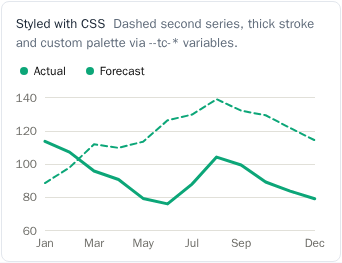 Styled with CSS Dashed second series, thick stroke
and custom palette via --tc-* variables.
Actual Forecast
140
120
100
80
60
Jan Mar May Jul Sep Dec